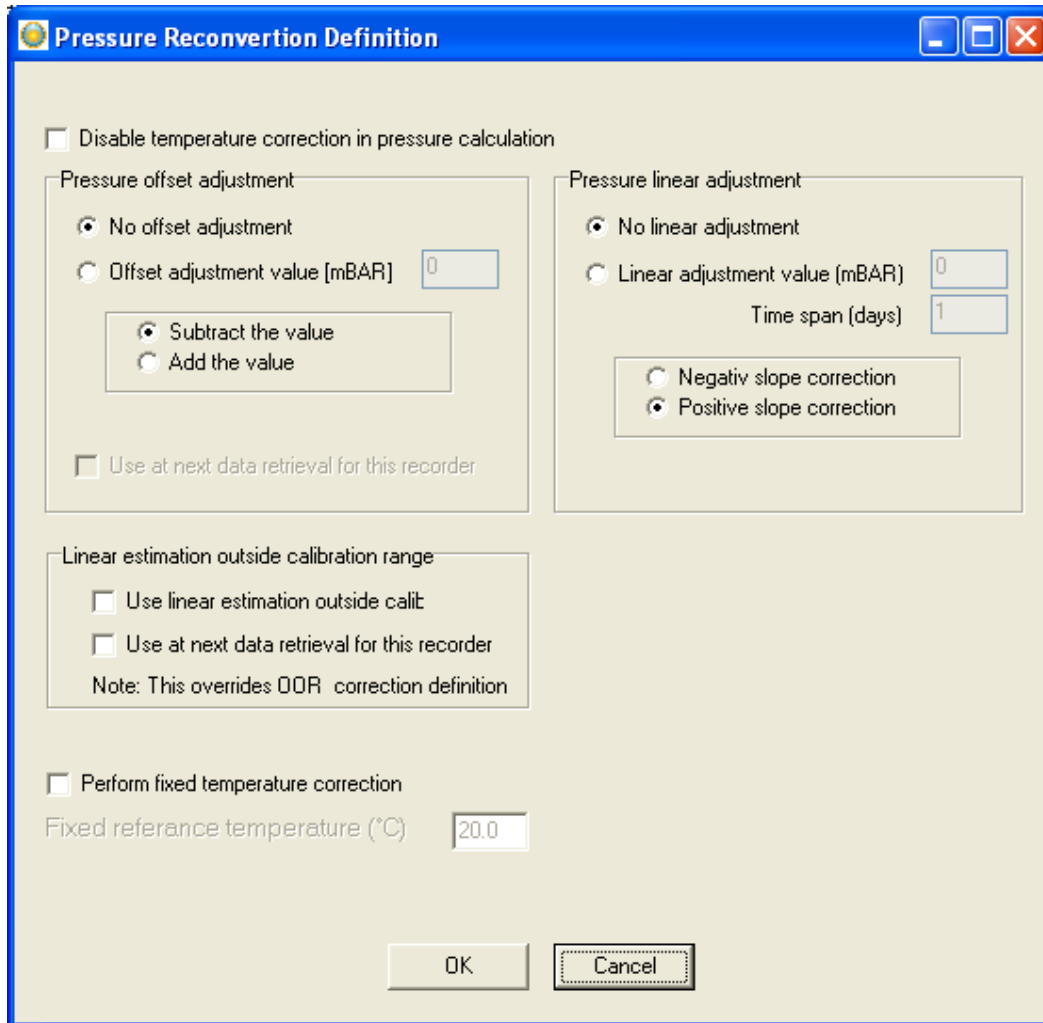 Pressure Reconvertion Definition
Disable temperature correction in pressure calculation
Pressure offset adjustment
No offset adjustment
Offset adjustment value [mBAR] 0
Subtract the value
Add the value
Use at next data retrieval for this recorder
Pressure linear adjustment
No linear adjustment
Linear adjustment value (mBAR) 0
Time span (days) 1
Negativ slope correction
Positive slope correction
Linear estimation outside calibration range
Use linear estimation outside calit
Use at next data retrieval for this recorder
Note: This overrides OOR correction definition
Perform fixed temperature correction
Fixed referance temperature (°C) 20.0
OK Cancel